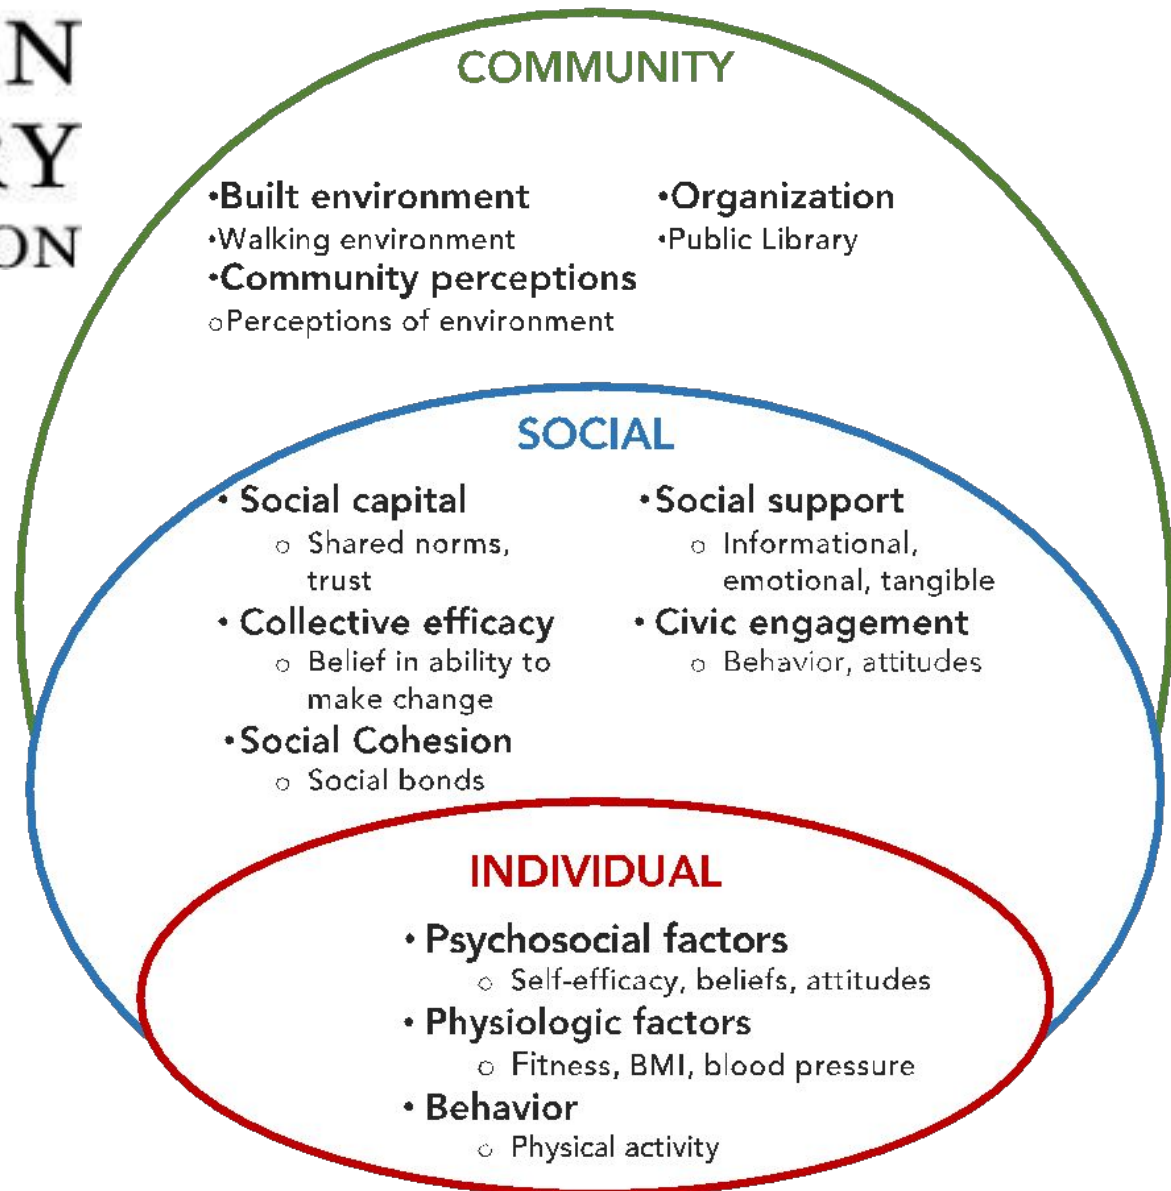 N
RY
ON
COMMUNITY
•Built environment
•Walking environment
•Community perceptions
○Perceptions of environment
•Organization
•Public Library
SOCIAL
• Social capital
○ Shared norms,
trust
• Collective efficacy
○ Belief in ability to
make change
•Social Cohesion
○ Social bonds
•Social support
○ Informational,
emotional, tangible
• Civic engagement
○ Behavior, attitudes
INDIVIDUAL
• Psychosocial factors
○ Self-efficacy, beliefs, attitudes
• Physiologic factors
○ Fitness, BMI, blood pressure
• Behavior
○ Physical activity